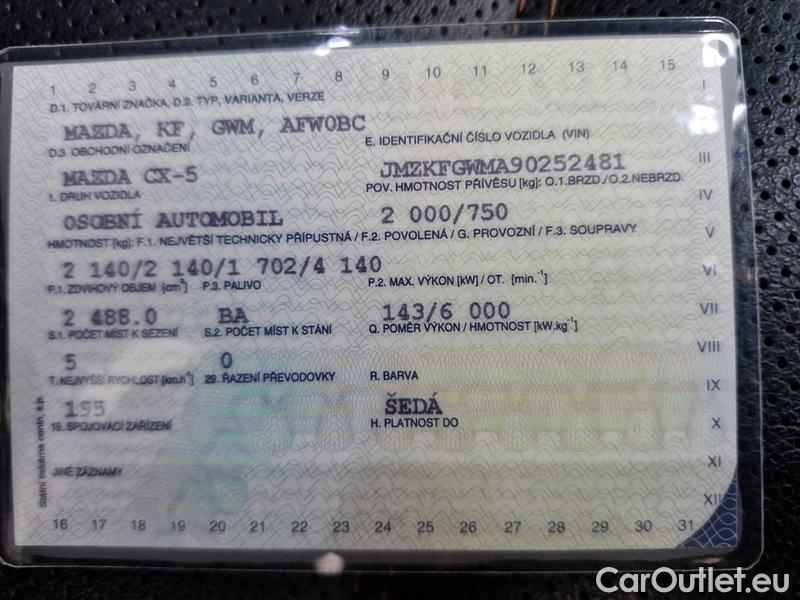 1 2 3 4 5 6 7 8 9 10 11 12 13 14 15
D.1. TOVÁRNÍ ZNAČKA, D.2. TYP, VARIANTA, VERZE
I
MAZDA, KF, GWM, AFW0BC
D.3. OBCHODNÍ OZNAČENÍ
E. IDENTIFIKAČNÍ ČÍSLO VOZIDLA (VIN)
MAZDA CX-5
JMZKFGWMA90252481
III
1. DRUH VOZIDLA
POV. HMOTNOST PŘÍVĚSU [kg]: O.1.BRZD./O.2.NEBRZD.
IV
OSOBNÍ AUTOMOBIL
2 000/750
HMOTNOST [kg]: F.1. NEJVĚTŠÍ TECHNICKY PŘÍPUSTNÁ / F.2. POVOLENÁ / G. PROVOZNÍ / F.3. SOUPRAVY
V
2 140/2 140/1 702/4 140
VI
P.1. ZDVIHOVÝ OBJEM [cm³]
P.3. PALIVO
P.2. MAX. VÝKON [kW] / OT. [min.⁻¹]
2 488.0
BA
143/6 000
VII
S.1. POČET MÍST K SEZENÍ
S.2. POČET MÍST K STÁNÍ
Q. POMĚR VÝKON / HMOTNOST [kW.kg⁻¹]
VIII
5
0
T. NEJVYŠŠÍ RYCHLOST [km.h⁻¹]
29. ŘAZENÍ PŘEVODOVKY
R. BARVA
IX
195
ŠEDÁ
19. SPOJOVACÍ ZAŘÍZENÍ
H. PLATNOST DO
X
XI
JINÉ ZÁZNAMY
XII
Státní tiskárna cenin, s.p.
16 17 18 19 20 21 22 23 24 25 26 27 28 29 30 31
CarOutlet.eu